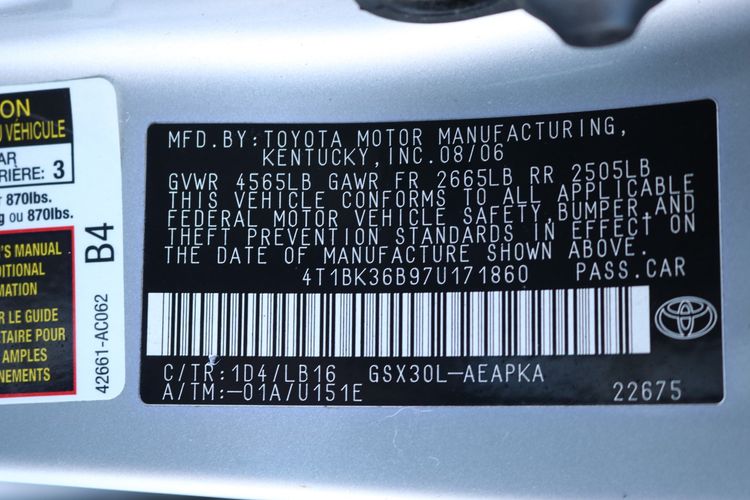 ON
U VÉHICULE
AR
RIÈRE: 3
r 870lbs.
g ou 870lbs.
'S MANUAL
DITIONAL
MATION
R LE GUIDE
TAIRE POUR
AMPLES
NEMENTS
B4
42661-AC062
MFD.BY:TOYOTA MOTOR MANUFACTURING,
KENTUCKY,INC.08/06
GVWR 4565LB GAWR FR 2665LB RR 2505LB
THIS VEHICLE CONFORMS TO ALL APPLICABLE
FEDERAL MOTOR VEHICLE SAFETY,BUMPER,AND
THEFT PREVENTION STANDARDS IN EFFECT ON
THE DATE OF MANUFACTURE SHOWN ABOVE.
4T1BK36B97U171860 PASS.CAR
C/TR:1D4/LB16 GSX30L-AEAPKA
A/TM:-01A/U151E 22675